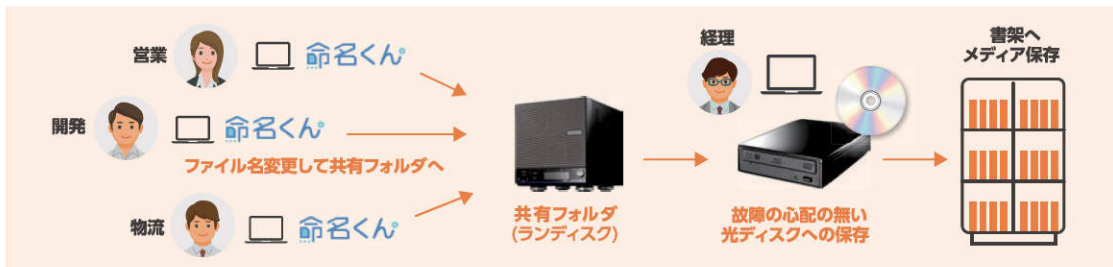 営業
命名くん
開発
命名くん
ファイル名変更して共有フォルダへ
物流
命名くん
共有フォルダ
(ランディスク)
経理
故障の心配の無い
光ディスクへの保存
書架へ
メディア保存